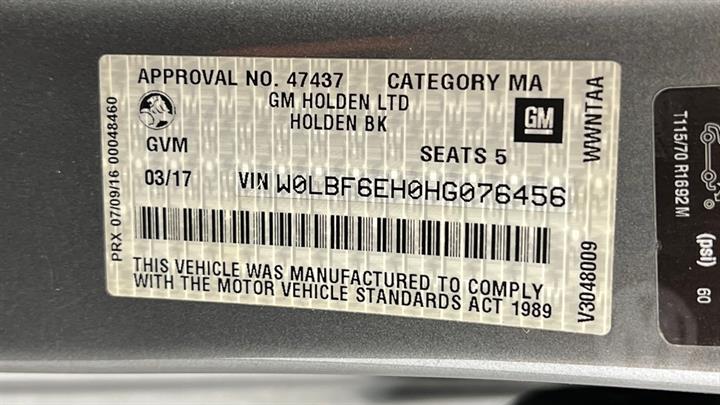 APPROVAL NO. 47437 CATEGORY MA
GM HOLDEN LTD
HOLDEN BK
GM
GVM
SEATS 5
03/17 VIN W0LBF6EH0HG076456
THIS VEHICLE WAS MANUFACTURED TO COMPLY
WITH THE MOTOR VEHICLE STANDARDS ACT 1989
PRX 07/09/16 00048460
WWNTAA
V3048009
T115/70 R1692M
(psi)
60